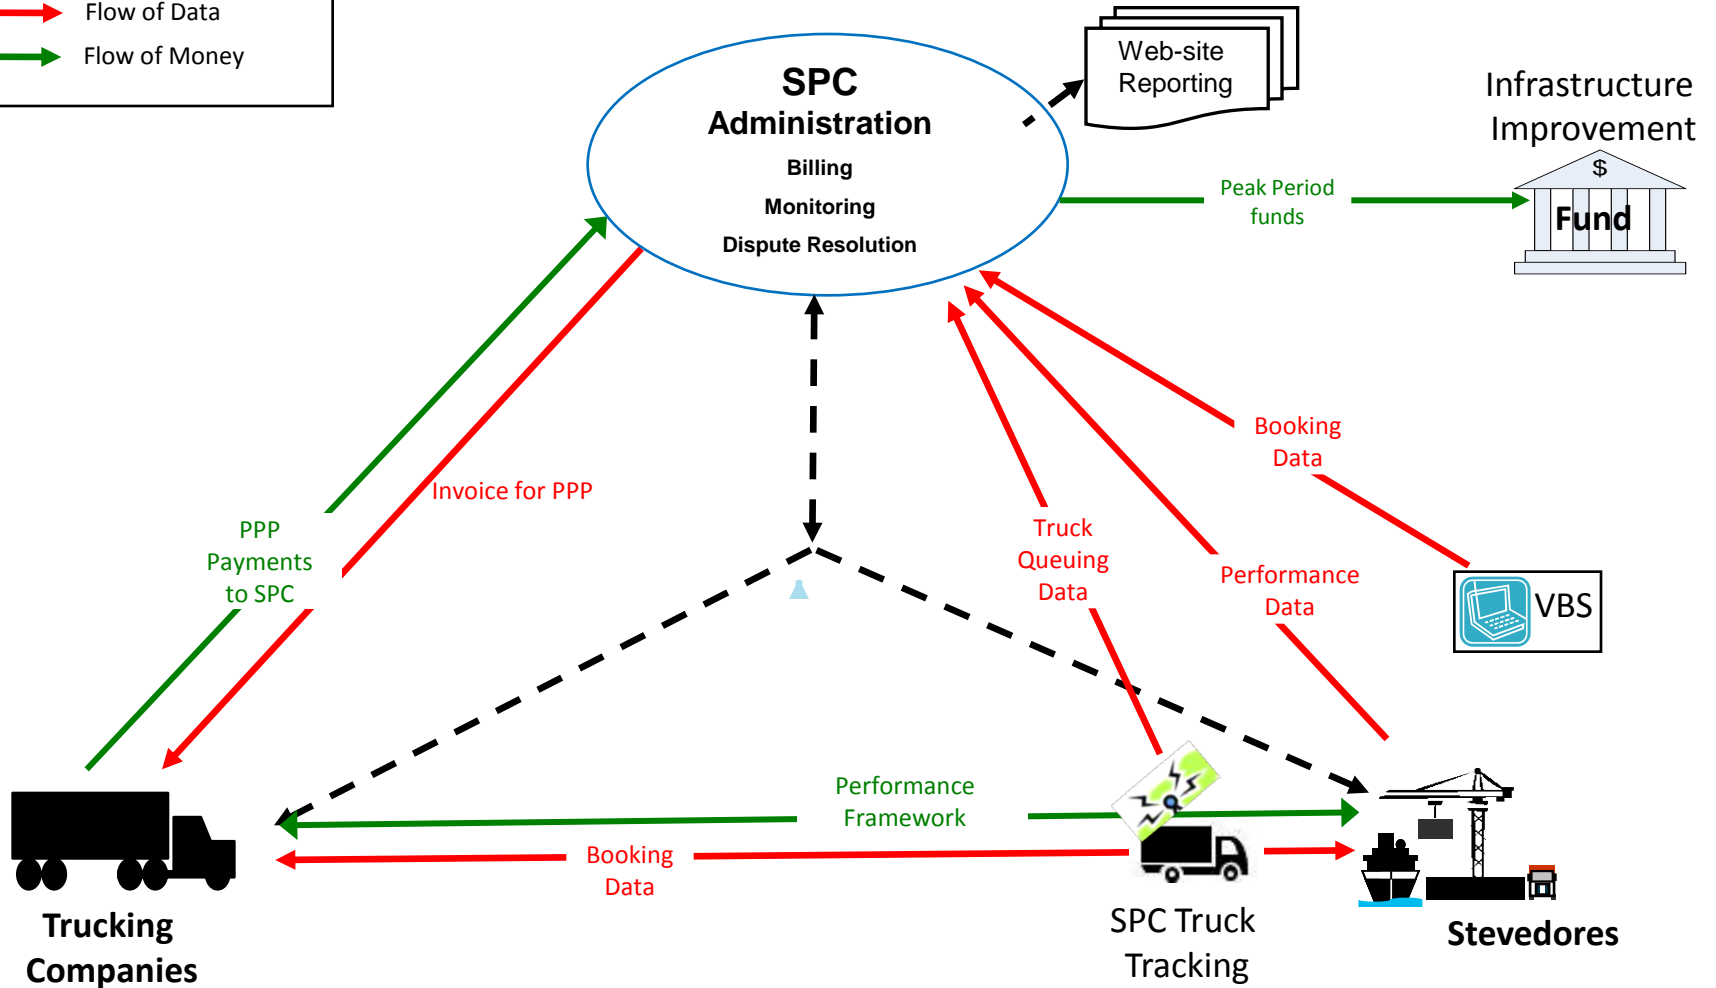 Flow of Data
Flow of Money
SPC
Administration
Billing
Monitoring
Dispute Resolution
Web-site
Reporting
Infrastructure
Improvement
$
Fund
Peak Period
funds
Booking
Data
Invoice for PPP
PPP
Payments
to SPC
Truck
Queuing
Data
Performance
Data
VBS
Performance
Framework
Booking
Data
Trucking
Companies
SPC Truck
Tracking
Stevedores